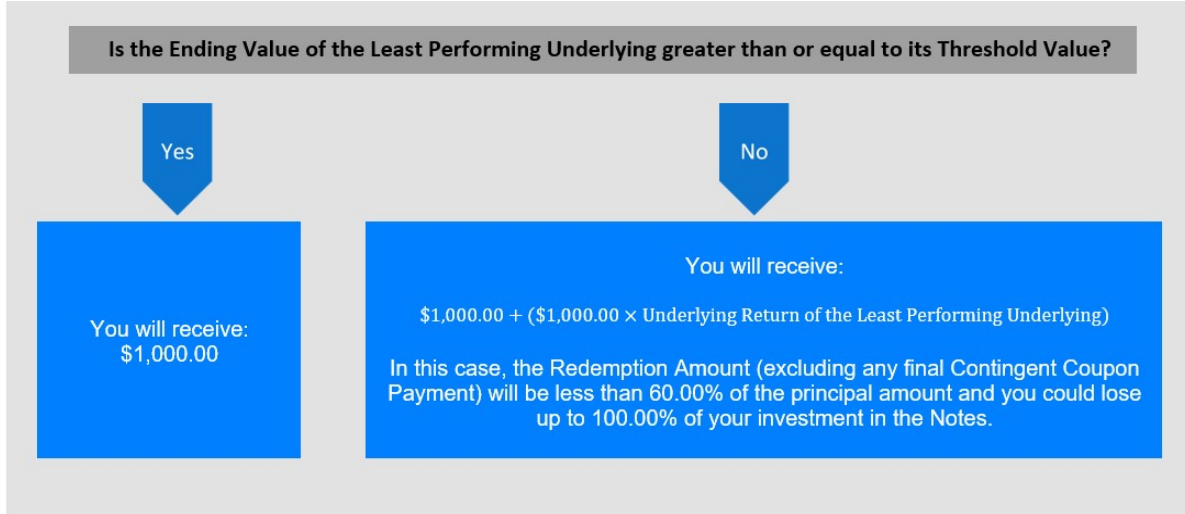 Is the Ending Value of the Least Performing Underlying greater than or equal to its Threshold Value?
Yes
No
You will receive:
$1,000.00
You will receive:
$1,000.00 + ($1,000.00 × Underlying Return of the Least Performing Underlying)
In this case, the Redemption Amount (excluding any final Contingent Coupon
Payment) will be less than 60.00% of the principal amount and you could lose
up to 100.00% of your investment in the Notes.